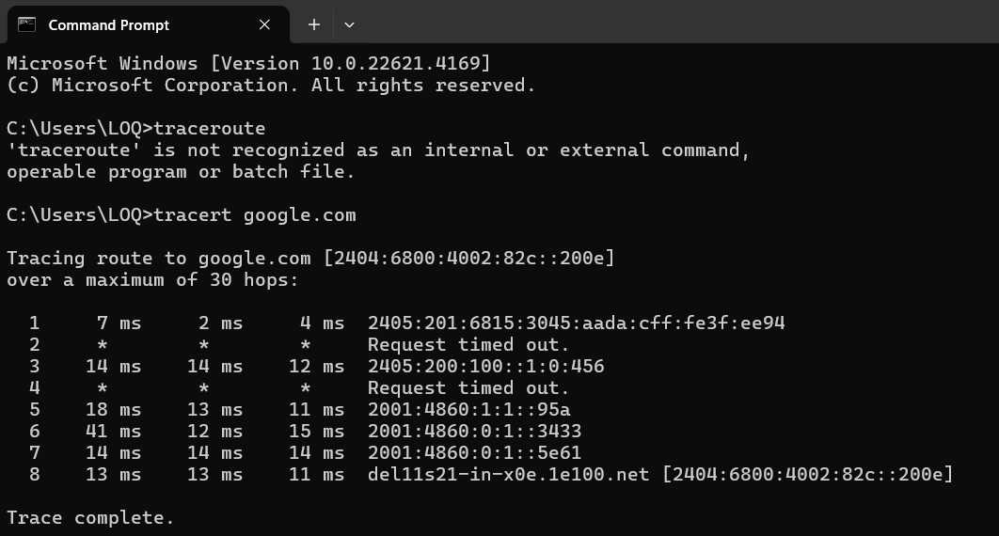 Command Prompt
Microsoft Windows [Version 10.0.22621.4169]
(c) Microsoft Corporation. All rights reserved.
C:\Users\LOQ>traceroute
'traceroute' is not recognized as an internal or external command,
operable program or batch file.
C:\Users\LOQ>tracert google.com
Tracing route to google.com [2404:6800:4002:82c::200e]
over a maximum of 30 hops:
1 7 ms 2 ms 4 ms 2405:201:6815:3045:aada:cff:fe3f:ee94
2 * * * Request timed out.
3 14 ms 14 ms 12 ms 2405:200:100::1:0:456
4 * * * Request timed out.
5 18 ms 13 ms 11 ms 2001:4860:1:1::95a
6 41 ms 12 ms 15 ms 2001:4860:0:1::3433
7 14 ms 14 ms 14 ms 2001:4860:0:1::5e61
8 13 ms 13 ms 11 ms del11s21-in-x0e.1e100.net [2404:6800:4002:82c::200e]
Trace complete.